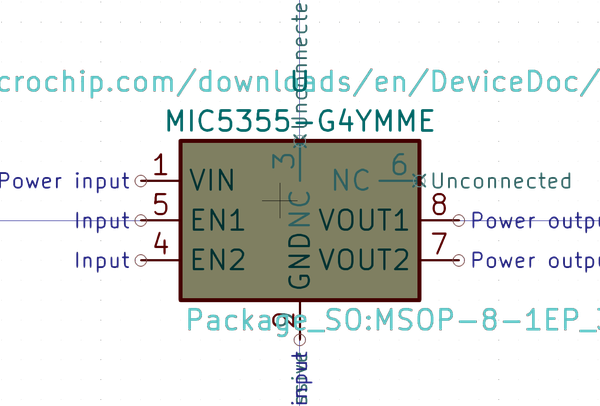 Unconnecte
crochip.com/downloads/en/DeviceDoc/
MIC5355-G4YMME
3
NC
1
Power input
VIN
NC
6
Unconnected
5
Input
EN1
VOUT1
8
Power outpu
4
Input
EN2
VOUT2
7
Power outpu
GND
2
Package_SO:MSOP-8-1EP_3